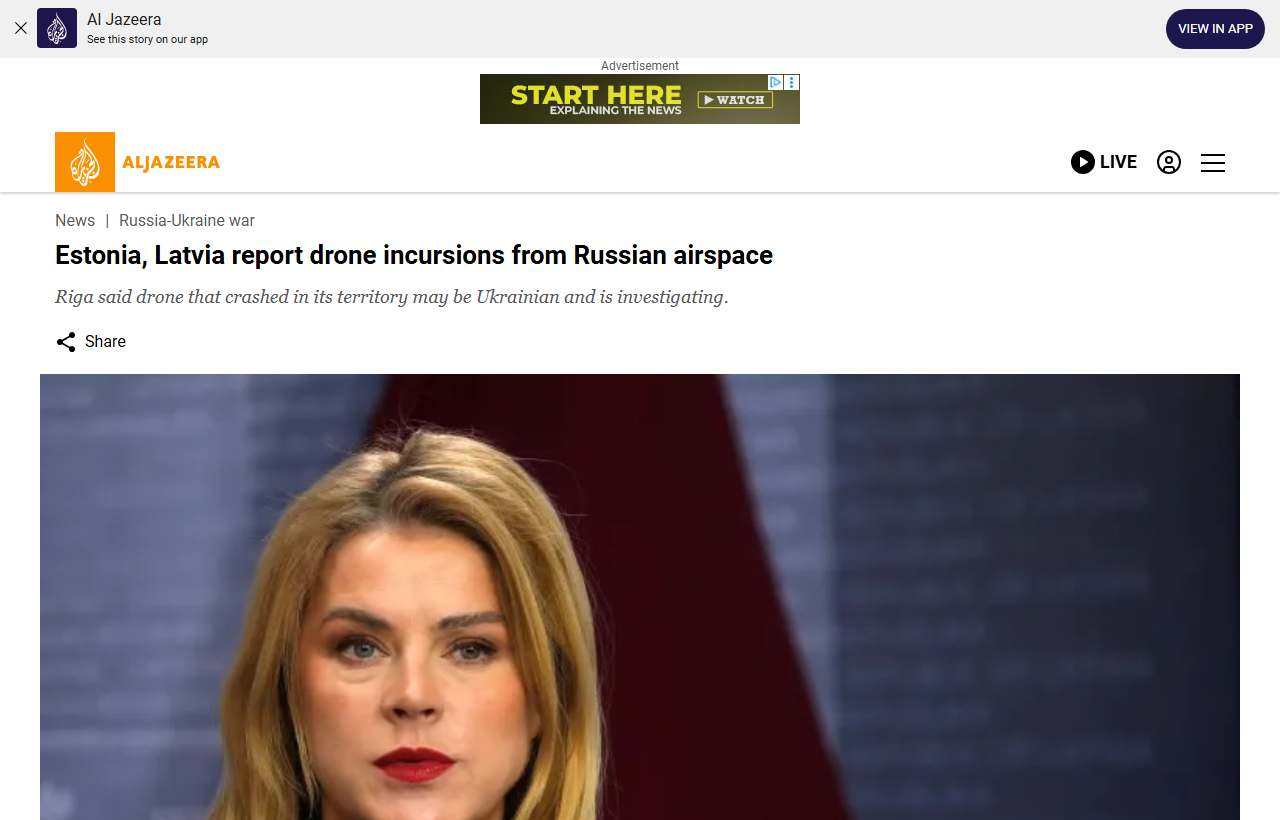 Al Jazeera
See this story on our app
VIEW IN APP
Advertisement
START HERE
EXPLAINING THE NEWS
WATCH
ALJAZEERA
LIVE
News | Russia-Ukraine war
Estonia, Latvia report drone incursions from Russian airspace
Riga said drone that crashed in its territory may be Ukrainian and is investigating.
Share